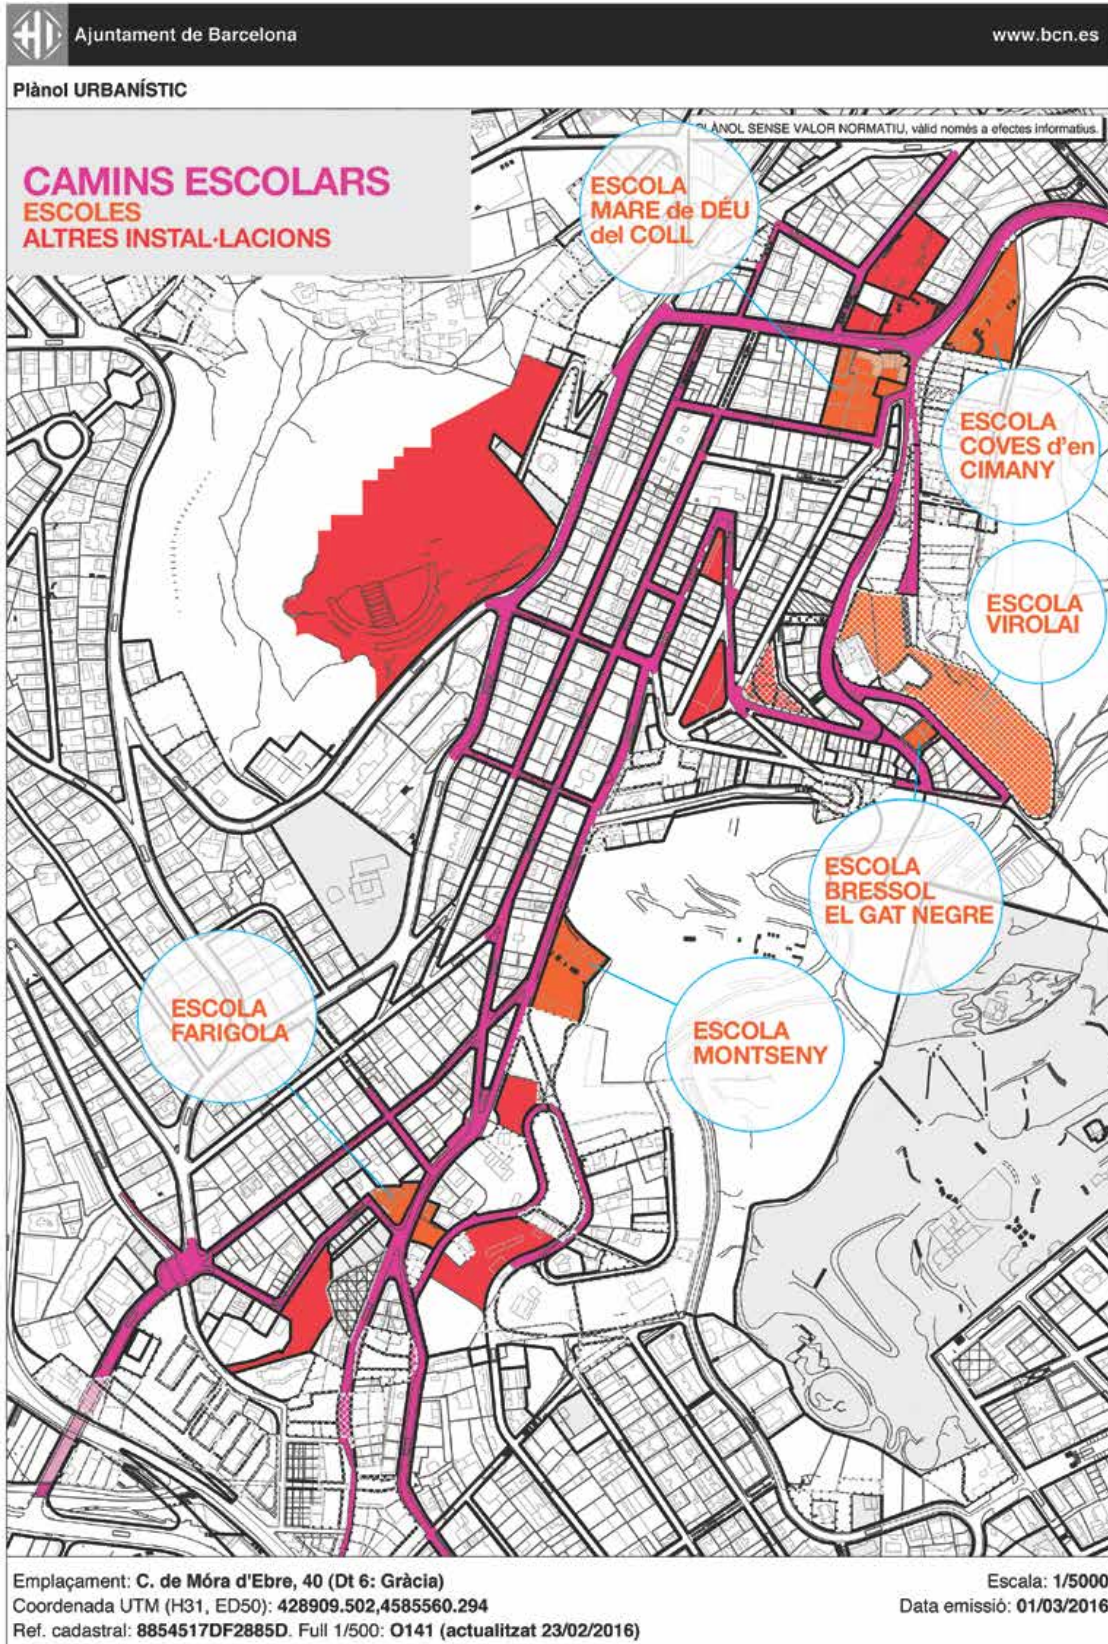 Ajuntament de Barcelona
www.bcn.es
Plànol URBANÍSTIC
PLÀNOL SENSE VALOR NORMATIU, vàlid només a efectes informatius.
CAMINS ESCOLARS
ESCOLES
ALTRES INSTAL·LACIONS
ESCOLA
MARE de DÉU
del COLL
ESCOLA
COVES d'en
CIMANY
ESCOLA
VIROLAI
ESCOLA
BRESSOL
EL GAT NEGRE
ESCOLA
FARIGOLA
ESCOLA
MONTSENY
Emplaçament: C. de Móra d'Ebre, 40 (Dt 6: Gràcia)
Escala: 1/5000
Coordenada UTM (H31, ED50): 428909.502,4585560.294
Data emissió: 01/03/2016
Ref. cadastral: 8854517DF2885D. Full 1/500: O141 (actualitzat 23/02/2016)